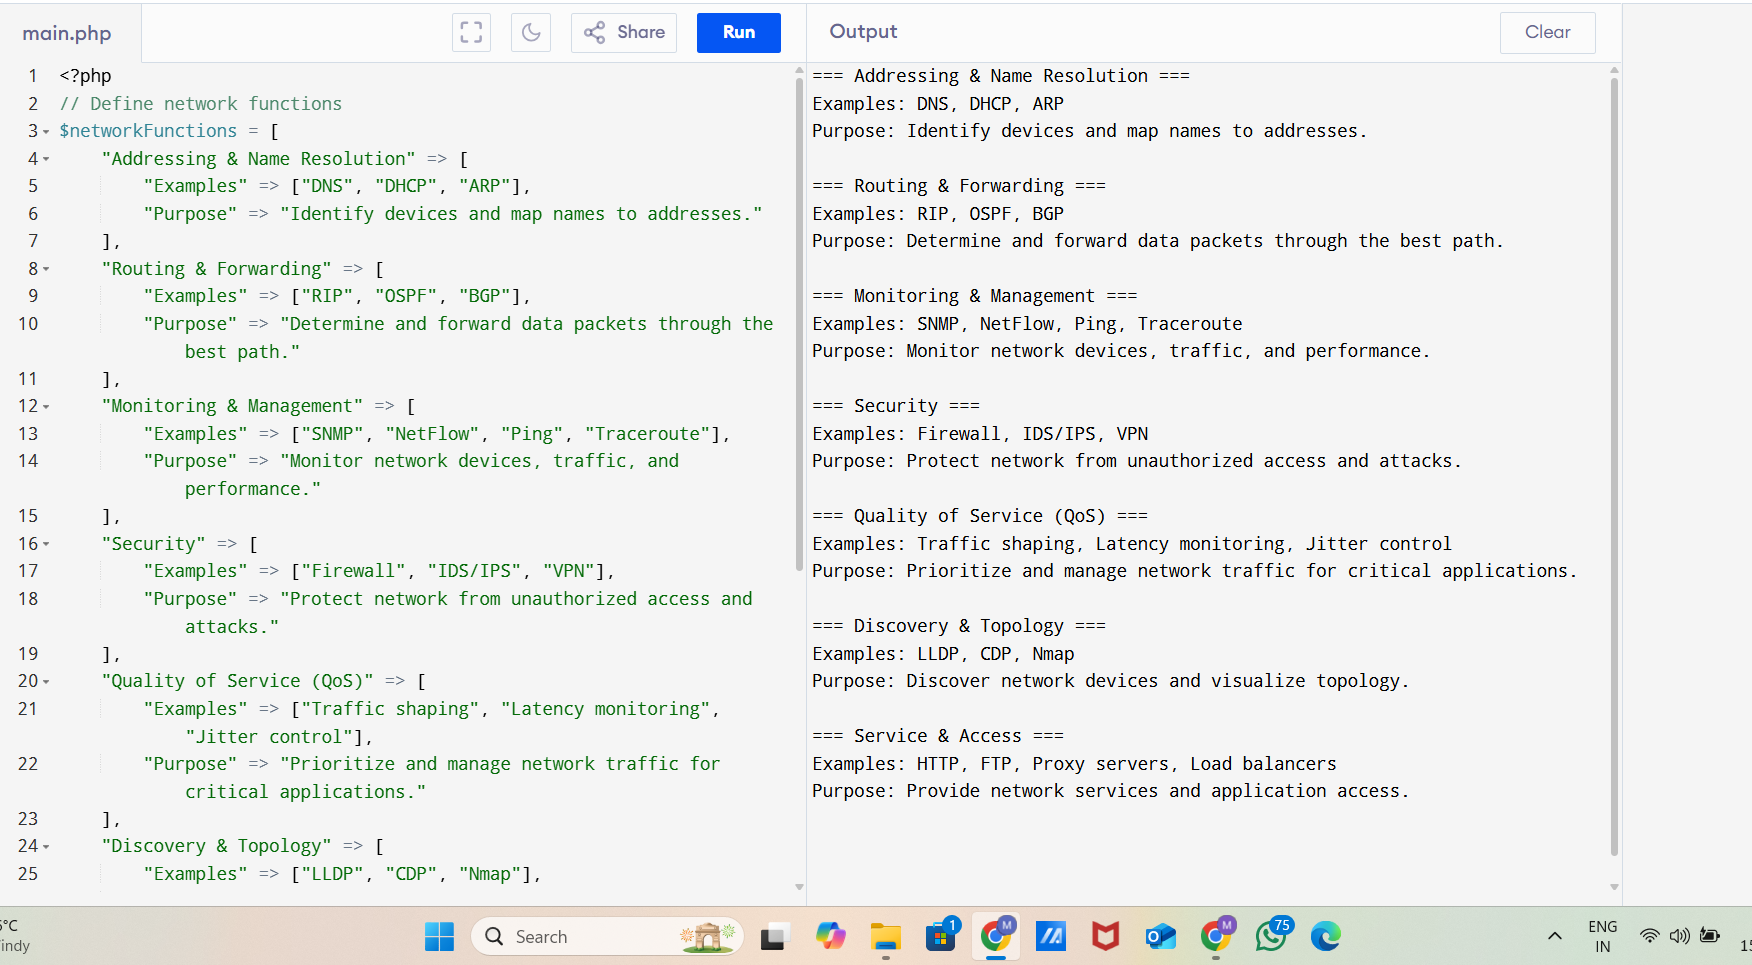 main.php
Share
Run
Output
Clear
1 <?php
2 // Define network functions
3 $networkFunctions = [
4 "Addressing & Name Resolution" => [
5 "Examples" => ["DNS", "DHCP", "ARP"],
6 "Purpose" => "Identify devices and map names to addresses."
7 ],
8 "Routing & Forwarding" => [
9 "Examples" => ["RIP", "OSPF", "BGP"],
10 "Purpose" => "Determine and forward data packets through the
best path."
11 ],
12 "Monitoring & Management" => [
13 "Examples" => ["SNMP", "NetFlow", "Ping", "Traceroute"],
14 "Purpose" => "Monitor network devices, traffic, and
performance."
15 ],
16 "Security" => [
17 "Examples" => ["Firewall", "IDS/IPS", "VPN"],
18 "Purpose" => "Protect network from unauthorized access and
attacks."
19 ],
20 "Quality of Service (QoS)" => [
21 "Examples" => ["Traffic shaping", "Latency monitoring",
"Jitter control"],
22 "Purpose" => "Prioritize and manage network traffic for
critical applications."
23 ],
24 "Discovery & Topology" => [
25 "Examples" => ["LLDP", "CDP", "Nmap"],
=== Addressing & Name Resolution ===
Examples: DNS, DHCP, ARP
Purpose: Identify devices and map names to addresses.
=== Routing & Forwarding ===
Examples: RIP, OSPF, BGP
Purpose: Determine and forward data packets through the best path.
=== Monitoring & Management ===
Examples: SNMP, NetFlow, Ping, Traceroute
Purpose: Monitor network devices, traffic, and performance.
=== Security ===
Examples: Firewall, IDS/IPS, VPN
Purpose: Protect network from unauthorized access and attacks.
=== Quality of Service (QoS) ===
Examples: Traffic shaping, Latency monitoring, Jitter control
Purpose: Prioritize and manage network traffic for critical applications.
=== Discovery & Topology ===
Examples: LLDP, CDP, Nmap
Purpose: Discover network devices and visualize topology.
=== Service & Access ===
Examples: HTTP, FTP, Proxy servers, Load balancers
Purpose: Provide network services and application access.
°C
indy
Search
1
M
M
75
ENG
IN